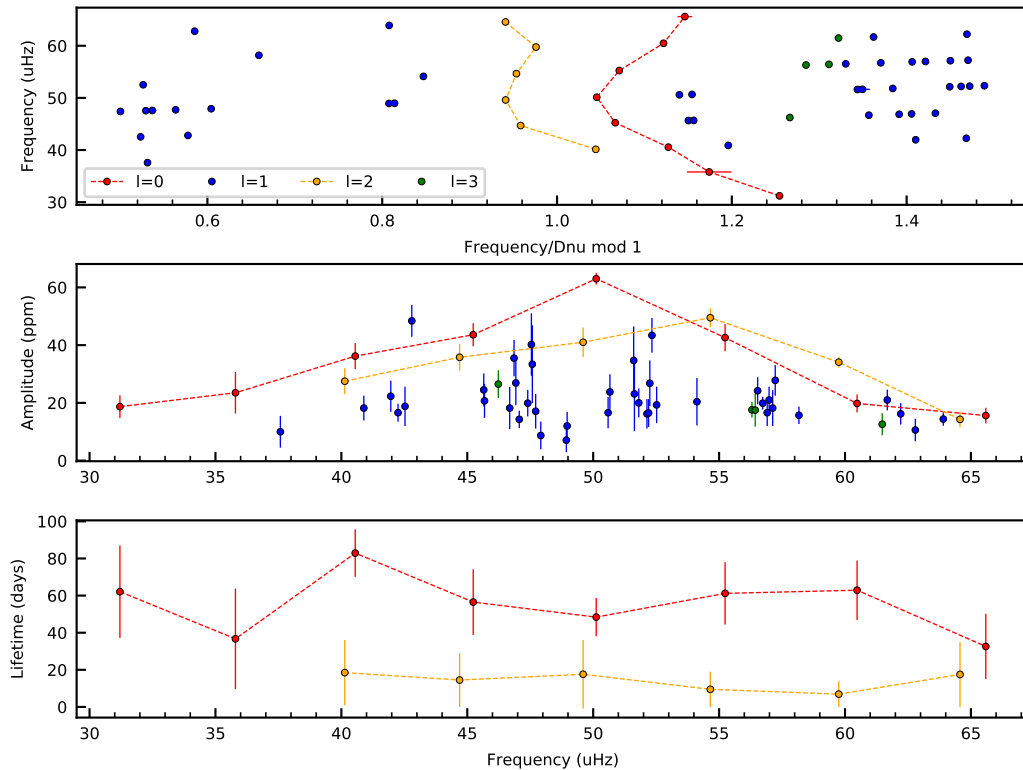 Frequency (uHz)
60
50
40
30
l=0 l=1 l=2 l=3
0.6 0.8 1.0 1.2 1.4
Frequency/Dnu mod 1
Amplitude (ppm)
60
40
20
0
30 35 40 45 50 55 60 65
Lifetime (days)
100
80
60
40
20
0
30 35 40 45 50 55 60 65
Frequency (uHz)